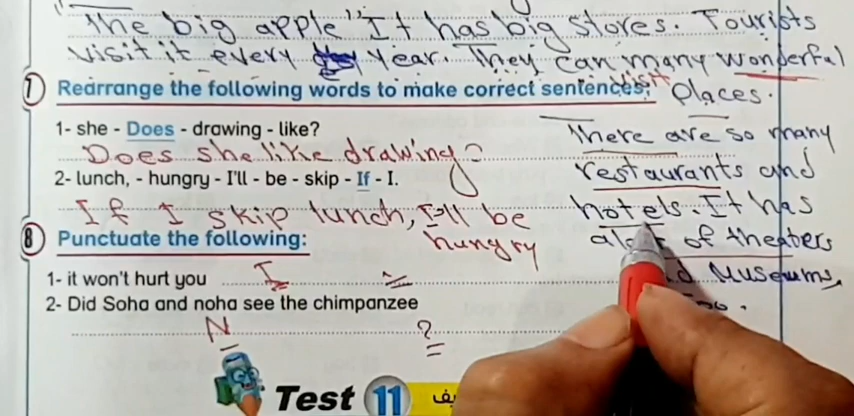 The big apple" It has big stores. Tourists
visit it every year. They can many wonderful
visit
7 Rearrange the following words to make correct sentences:
places.
1- she - Does - drawing - like?
There are so many
Does she like drawing?
restaurants and
2- lunch, - hungry - I'll - be - skip - If - I.
hotels. It has
If I skip lunch, I'll be
hungry
of theaters
8 Punctuate the following:
Museums,
1- it won't hurt you
I .
2- Did Soha and noha see the chimpanzee
N ?
Test 11